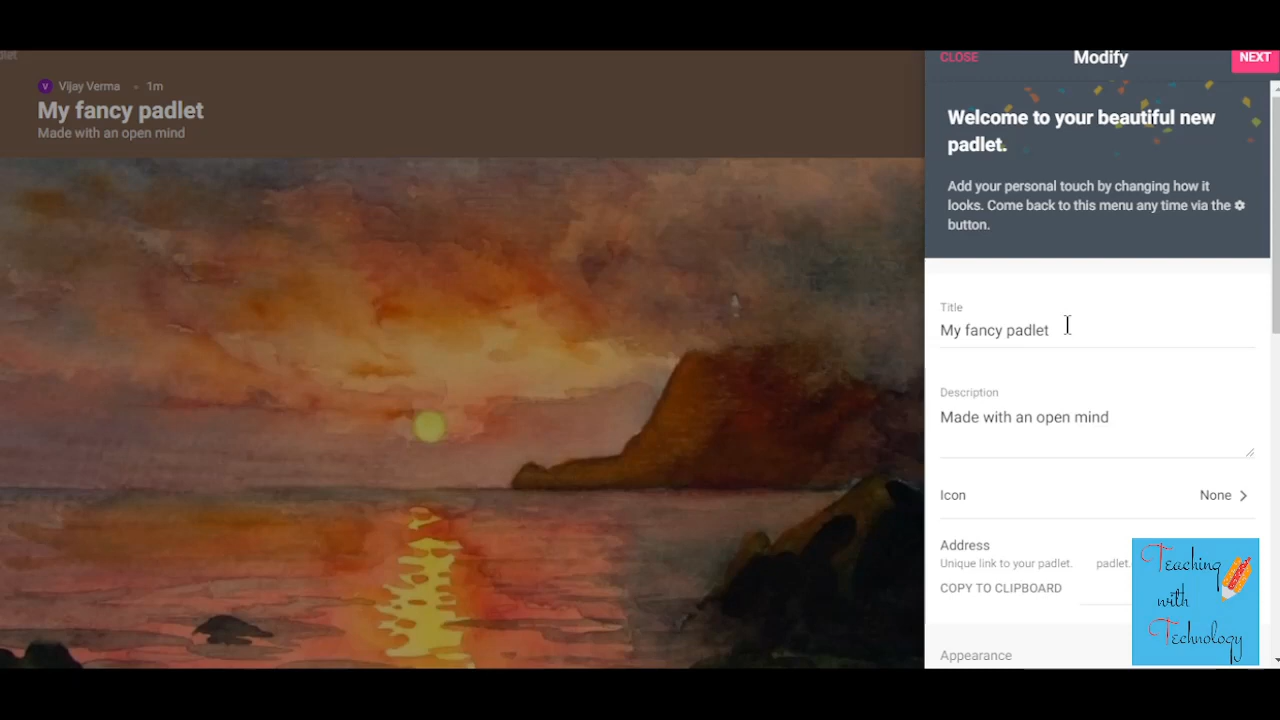 V Vijay Verma • 1m
My fancy padlet
Made with an open mind
CLOSE Modify NEXT
Welcome to your beautiful new
padlet.
Add your personal touch by changing how it
looks. Come back to this menu any time via the
button.
Title
My fancy padlet
Description
Made with an open mind
Icon None
Address
Unique link to your padlet. padlet.
COPY TO CLIPBOARD
Appearance
Teaching
with
Technology